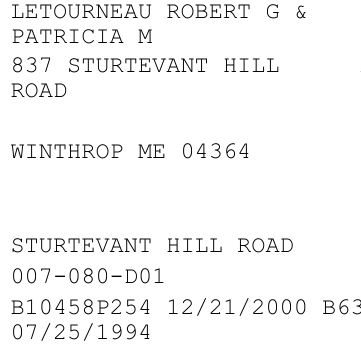 LETOURNEAU ROBERT G &
PATRICIA M
837 STURTEVANT HILL
ROAD
WINTHROP ME 04364
STURTEVANT HILL ROAD
007-080-D01
B10458P254 12/21/2000 B63
07/25/1994